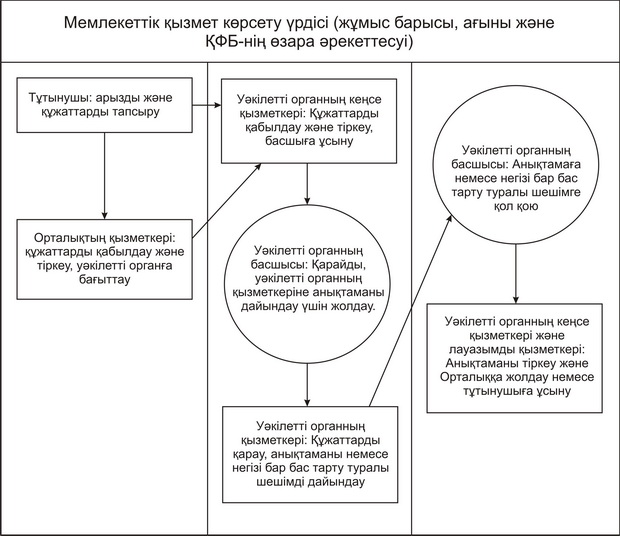 Мемлекеттік қызмет көрсету үрдісі (жұмыс барысы, ағыны және
ҚФБ-нің өзара әрекеттесуі)
Тұтынушы: арызды және
құжаттарды тапсыру
Орталықтың қызметкері:
құжаттарды қабылдау және
тіркеу, уәкілетті органға
бағыттау
Уәкілетті органның кеңсе
қызметкері: Құжаттарды
қабылдау және тіркеу,
басшыға ұсыну
Уәкілетті органның
басшысы: Қарайды,
уәкілетті органның
қызметкеріне анықтаманы
дайындау үшін жолдау.
Уәкілетті органның
қызметкері: Құжаттарды
қарау, анықтаманы немесе
негізі бар бас тарту туралы
шешімді дайындау
Уәкілетті органның
басшысы: Анықтамаға
немесе негізі бар бас
тарту туралы шешімге
қол қою
Уәкілетті органның кеңсе
қызметкері және
лауазымды қызметкері:
Анықтаманы тіркеу және
Орталыққа жолдау немесе
тұтынушыға ұсыну